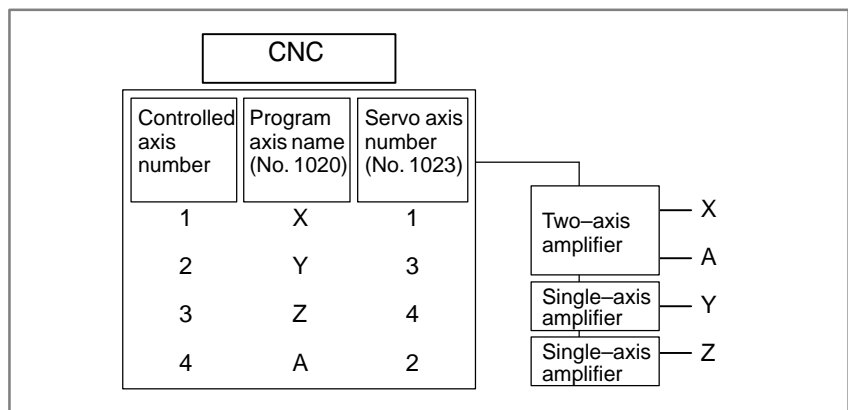 CNC
Controlled axis number
Program axis name (No. 1020)
Servo axis number (No. 1023)
1 X 1
2 Y 3
3 Z 4
4 A 2
Two–axis amplifier
X
A
Single–axis amplifier
Y
Single–axis amplifier
Z